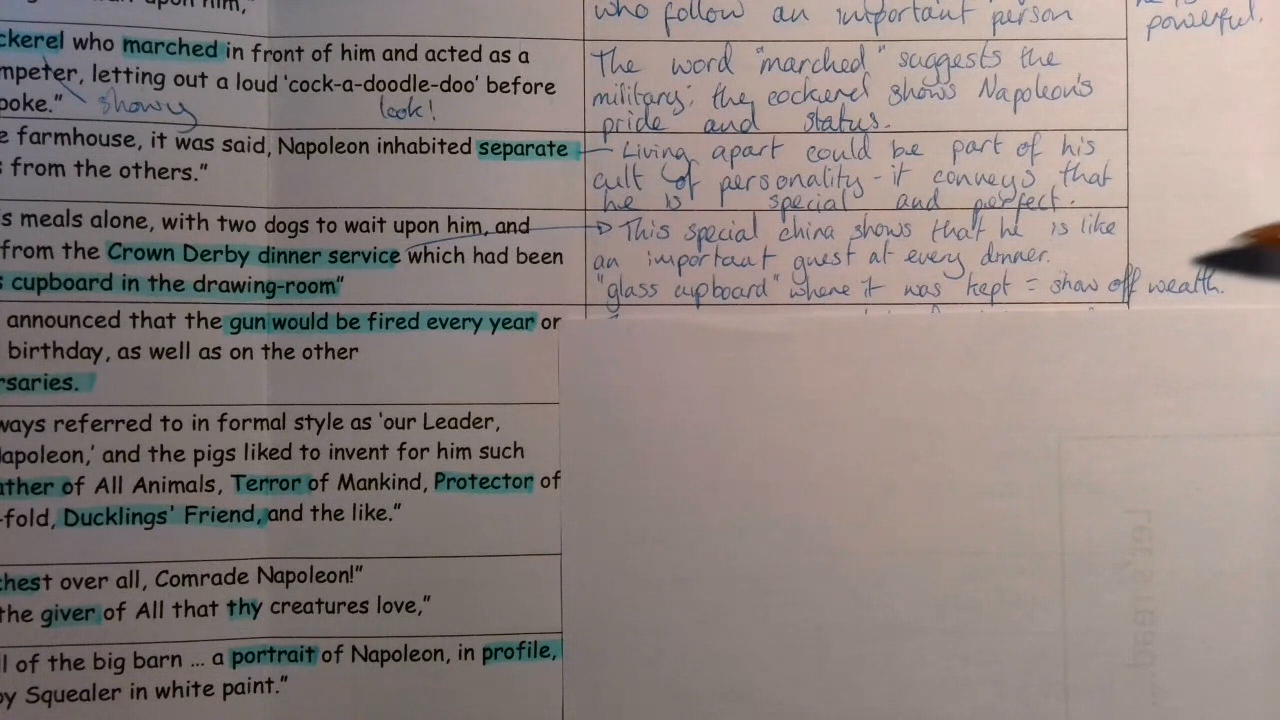 upon him,"
who follow an important person
he is
powerful.
ckerel who marched in front of him and acted as a
mpeter, letting out a loud 'cock-a-doodle-doo' before
poke."
showy
look!
The word "marched" suggests the
military; the cockerel shows Napoleon's
pride and status.
e farmhouse, it was said, Napoleon inhabited separate
s from the others."
Living apart could be part of his
cult of personality - it conveys that
he is special and perfect.
s meals alone, with two dogs to wait upon him, and
from the Crown Derby dinner service which had been
s cupboard in the drawing-room"
This special china shows that he is like
an important guest at every dinner.
"glass cupboard" where it was kept = show off wealth.
announced that the gun would be fired every year or
birthday, as well as on the other
rsaries.
ways referred to in formal style as 'our Leader,
apoleon,' and the pigs liked to invent for him such
ather of All Animals, Terror of Mankind, Protector of
-fold, Ducklings' Friend, and the like."
chest over all, Comrade Napoleon!"
the giver of All that thy creatures love,"
ll of the big barn ... a portrait of Napoleon, in profile,
by Squealer in white paint."